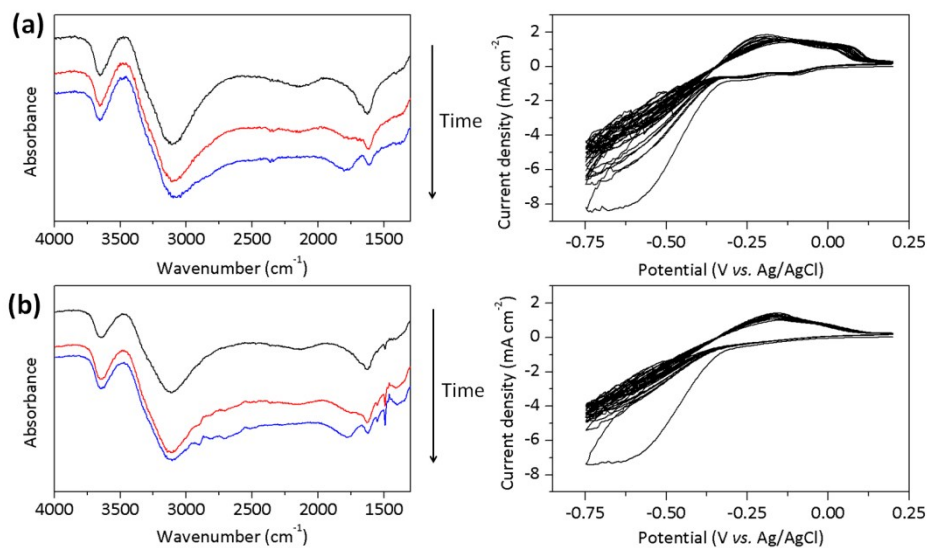 (a)
Absorbance
4000 3500 3000 2500 2000 1500
Wavenumber (cm⁻¹)
Time
Current density (mA cm⁻²)
2
0
-2
-4
-6
-8
-0.75 -0.50 -0.25 0.00 0.25
Potential (V vs. Ag/AgCl)
(b)
Absorbance
4000 3500 3000 2500 2000 1500
Wavenumber (cm⁻¹)
Time
Current density (mA cm⁻²)
2
0
-2
-4
-6
-8
-0.75 -0.50 -0.25 0.00 0.25
Potential (V vs. Ag/AgCl)